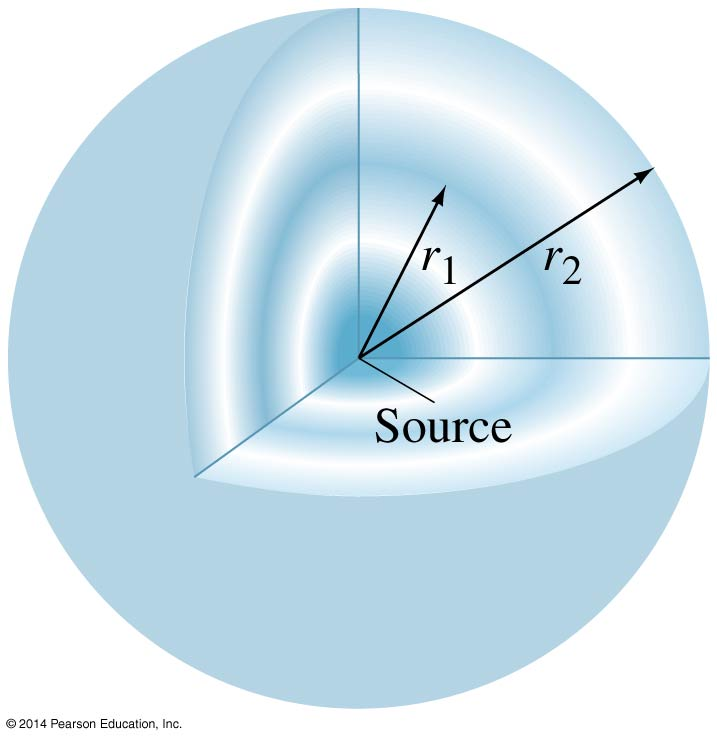 r1
r2
Source
© 2014 Pearson Education, Inc.